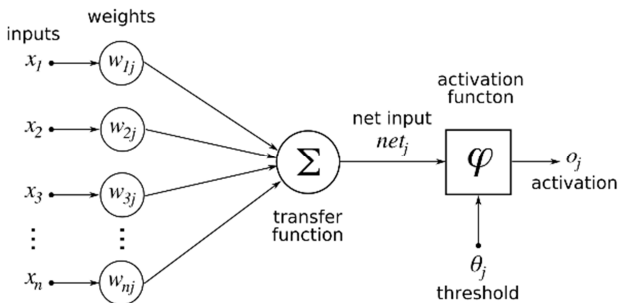 weights
inputs
x₁
w₁ⱼ
activation
functon
x₂
w₂ⱼ
net input
netⱼ
Σ
φ
oⱼ
activation
x₃
w₃ⱼ
transfer
function
⋮
⋮
xₙ
wₙⱼ
θⱼ
threshold